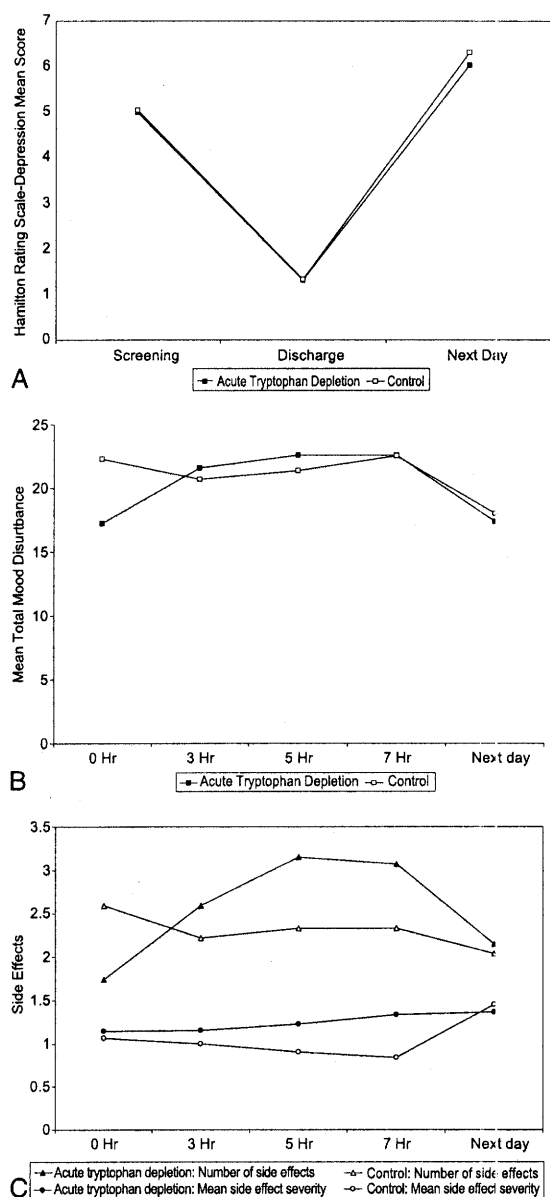 7
6
5
4
3
2
1
0
Hamilton Rating Scale-Depression Mean Score
Screening Discharge Next Day
A
Acute Tryptophan Depletion Control
25
20
15
10
5
0
Mean Total Mood Disurtbance
0 Hr 3 Hr 5 Hr 7 Hr Next day
B
Acute Tryptophan Depletion Control
3.5
3
2.5
2
1.5
1
0.5
0
Side Effects
0 Hr 3 Hr 5 Hr 7 Hr Next day
C
Acute tryptophan depletion: Number of side effects Control: Number of side effects
Acute tryptophan depletion: Mean side effect severity Control: Mean side effect severity